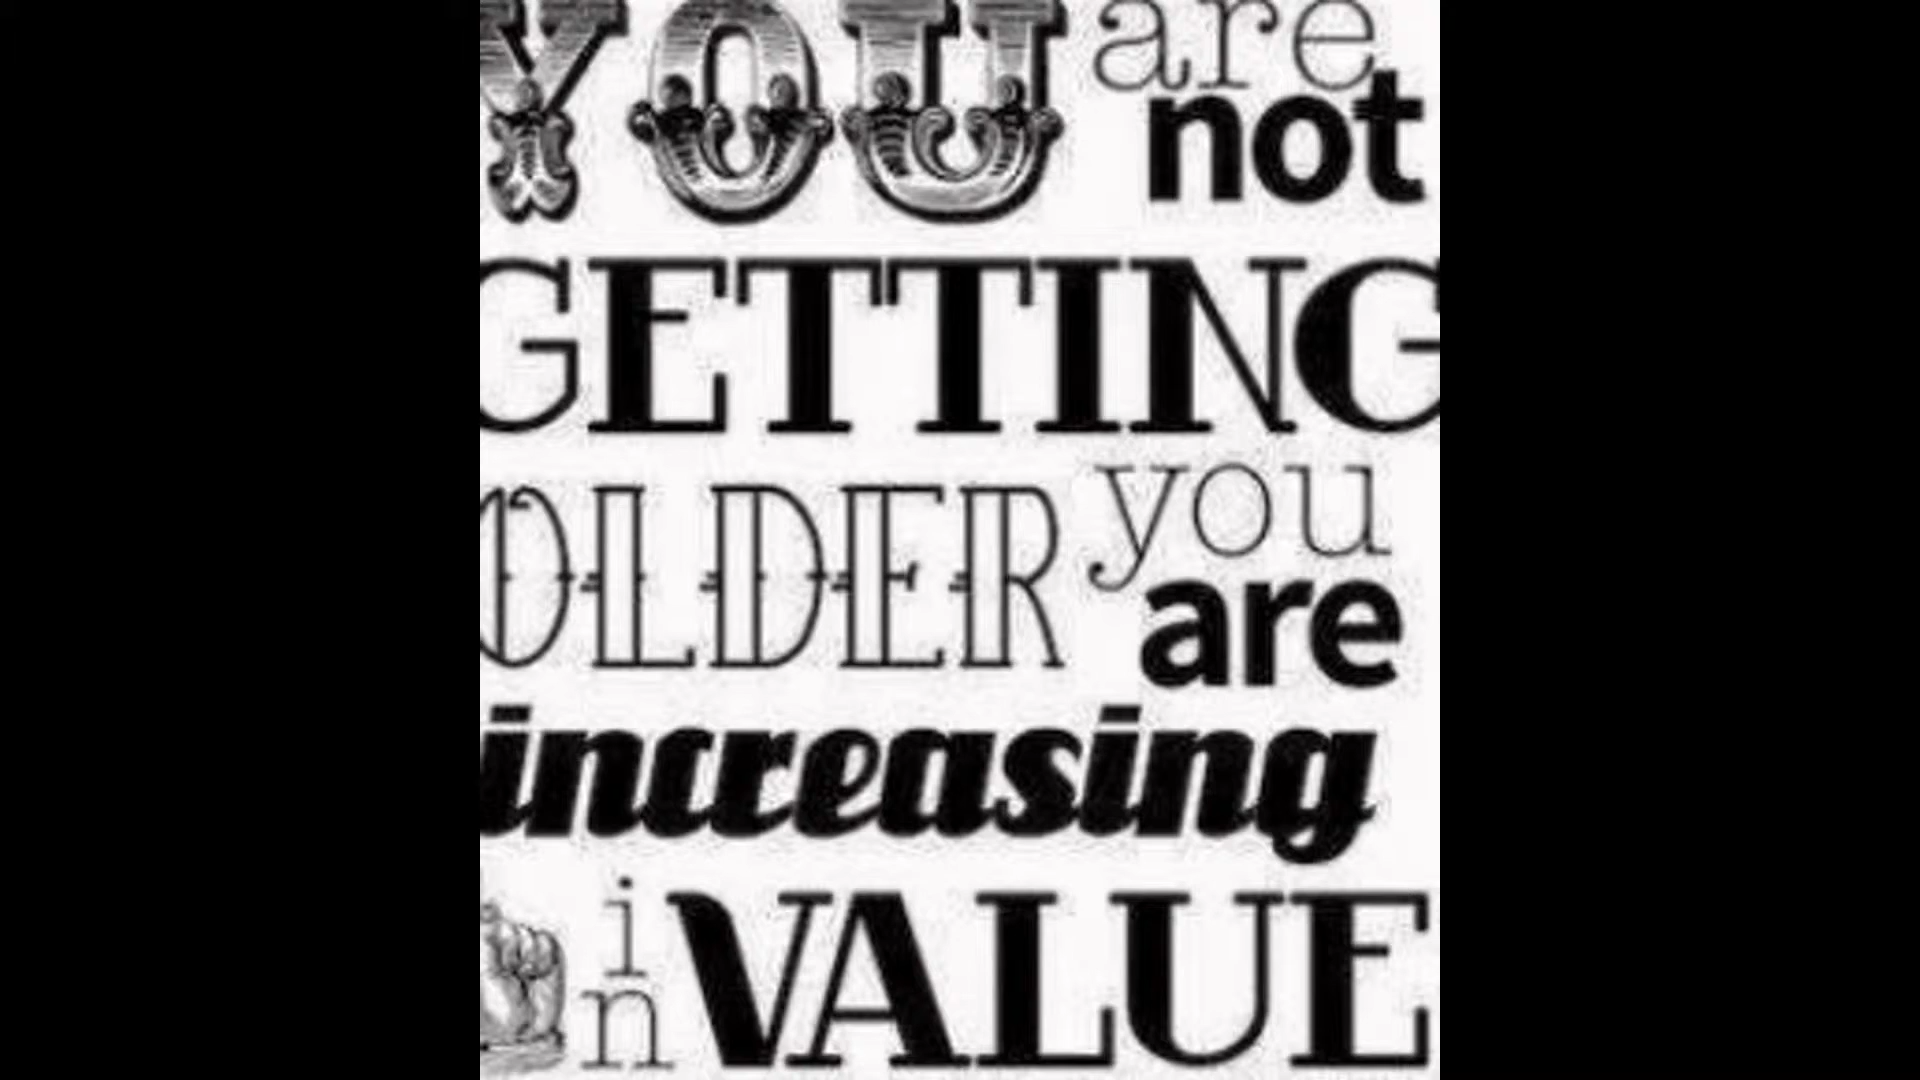 YOU are
not
GETTING
OLDER you
are
increasing
in VALUE